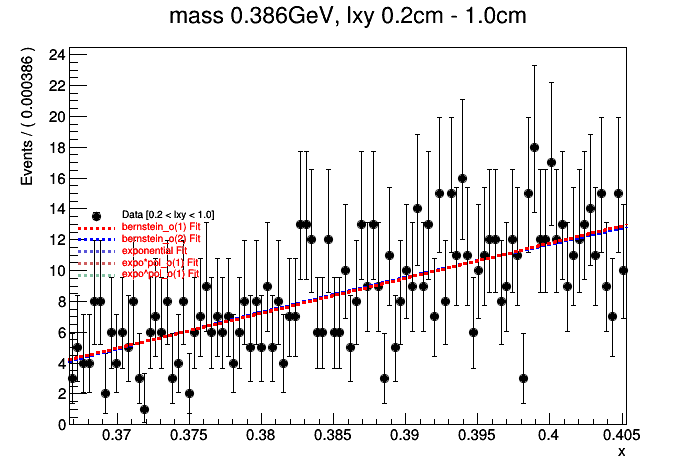 mass 0.386GeV, lxy 0.2cm - 1.0cm
Events / ( 0.000386 )
24
22
20
18
16
14
12
10
8
6
4
2
0
Data [0.2 < lxy < 1.0]
bernstein_o(1) Fit
bernstein_o(2) Fit
exponential Fit
expo*pol_o(1) Fit
expo*pol_o(1) Fit
0.37 0.375 0.38 0.385 0.39 0.395 0.4 0.405
x